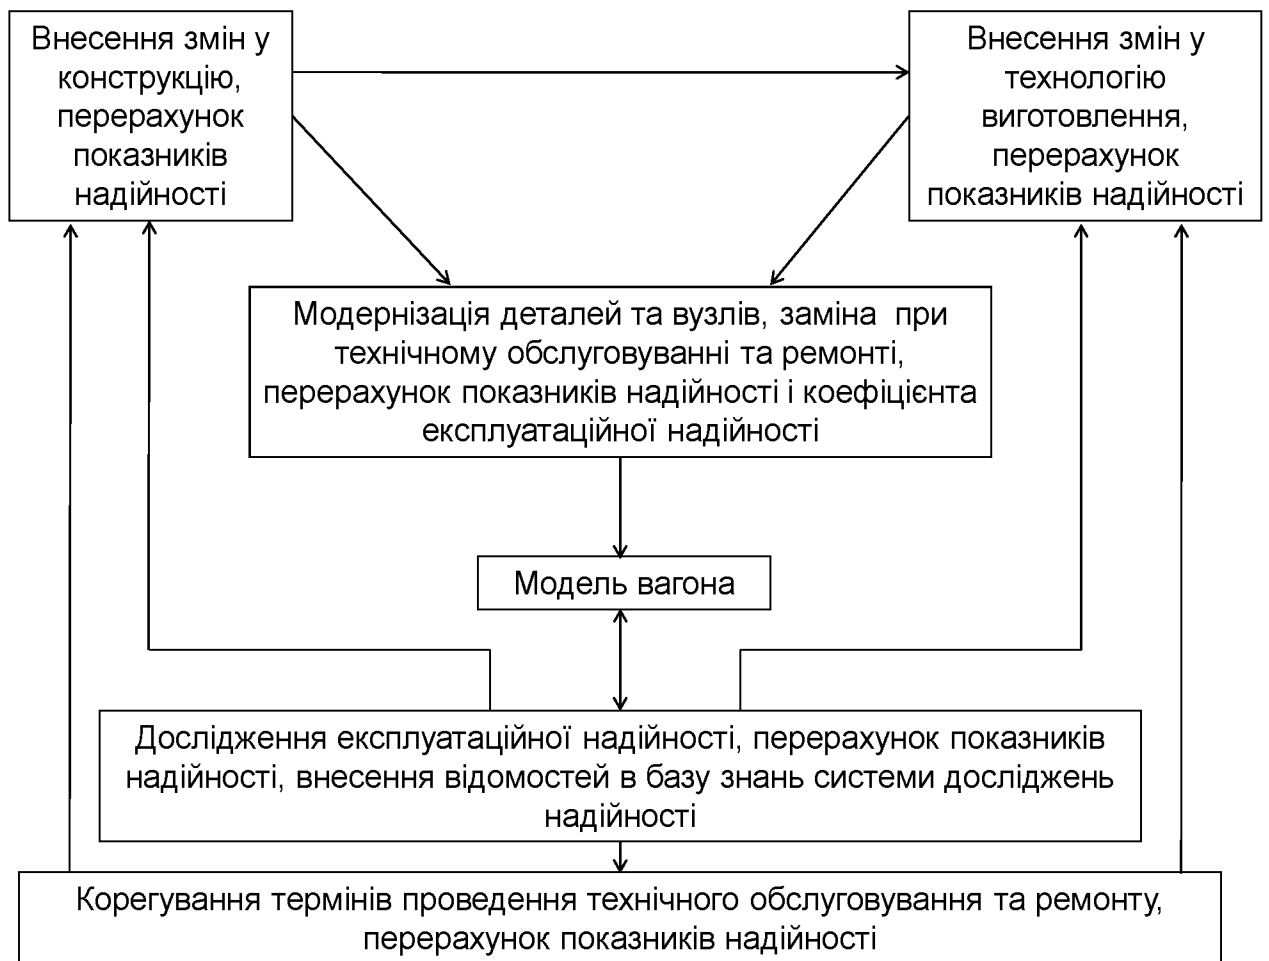 Внесення змін у
конструкцію,
перерахунок
показників
надійності
Внесення змін у
технологію
виготовлення,
перерахунок
показників надійності
Модернізація деталей та вузлів, заміна при
технічному обслуговуванні та ремонті,
перерахунок показників надійності і коефіцієнта
експлуатаційної надійності
Модель вагона
Дослідження експлуатаційної надійності, перерахунок показників
надійності, внесення відомостей в базу знань системи досліджень
надійності
Корегування термінів проведення технічного обслуговування та ремонту,
перерахунок показників надійності